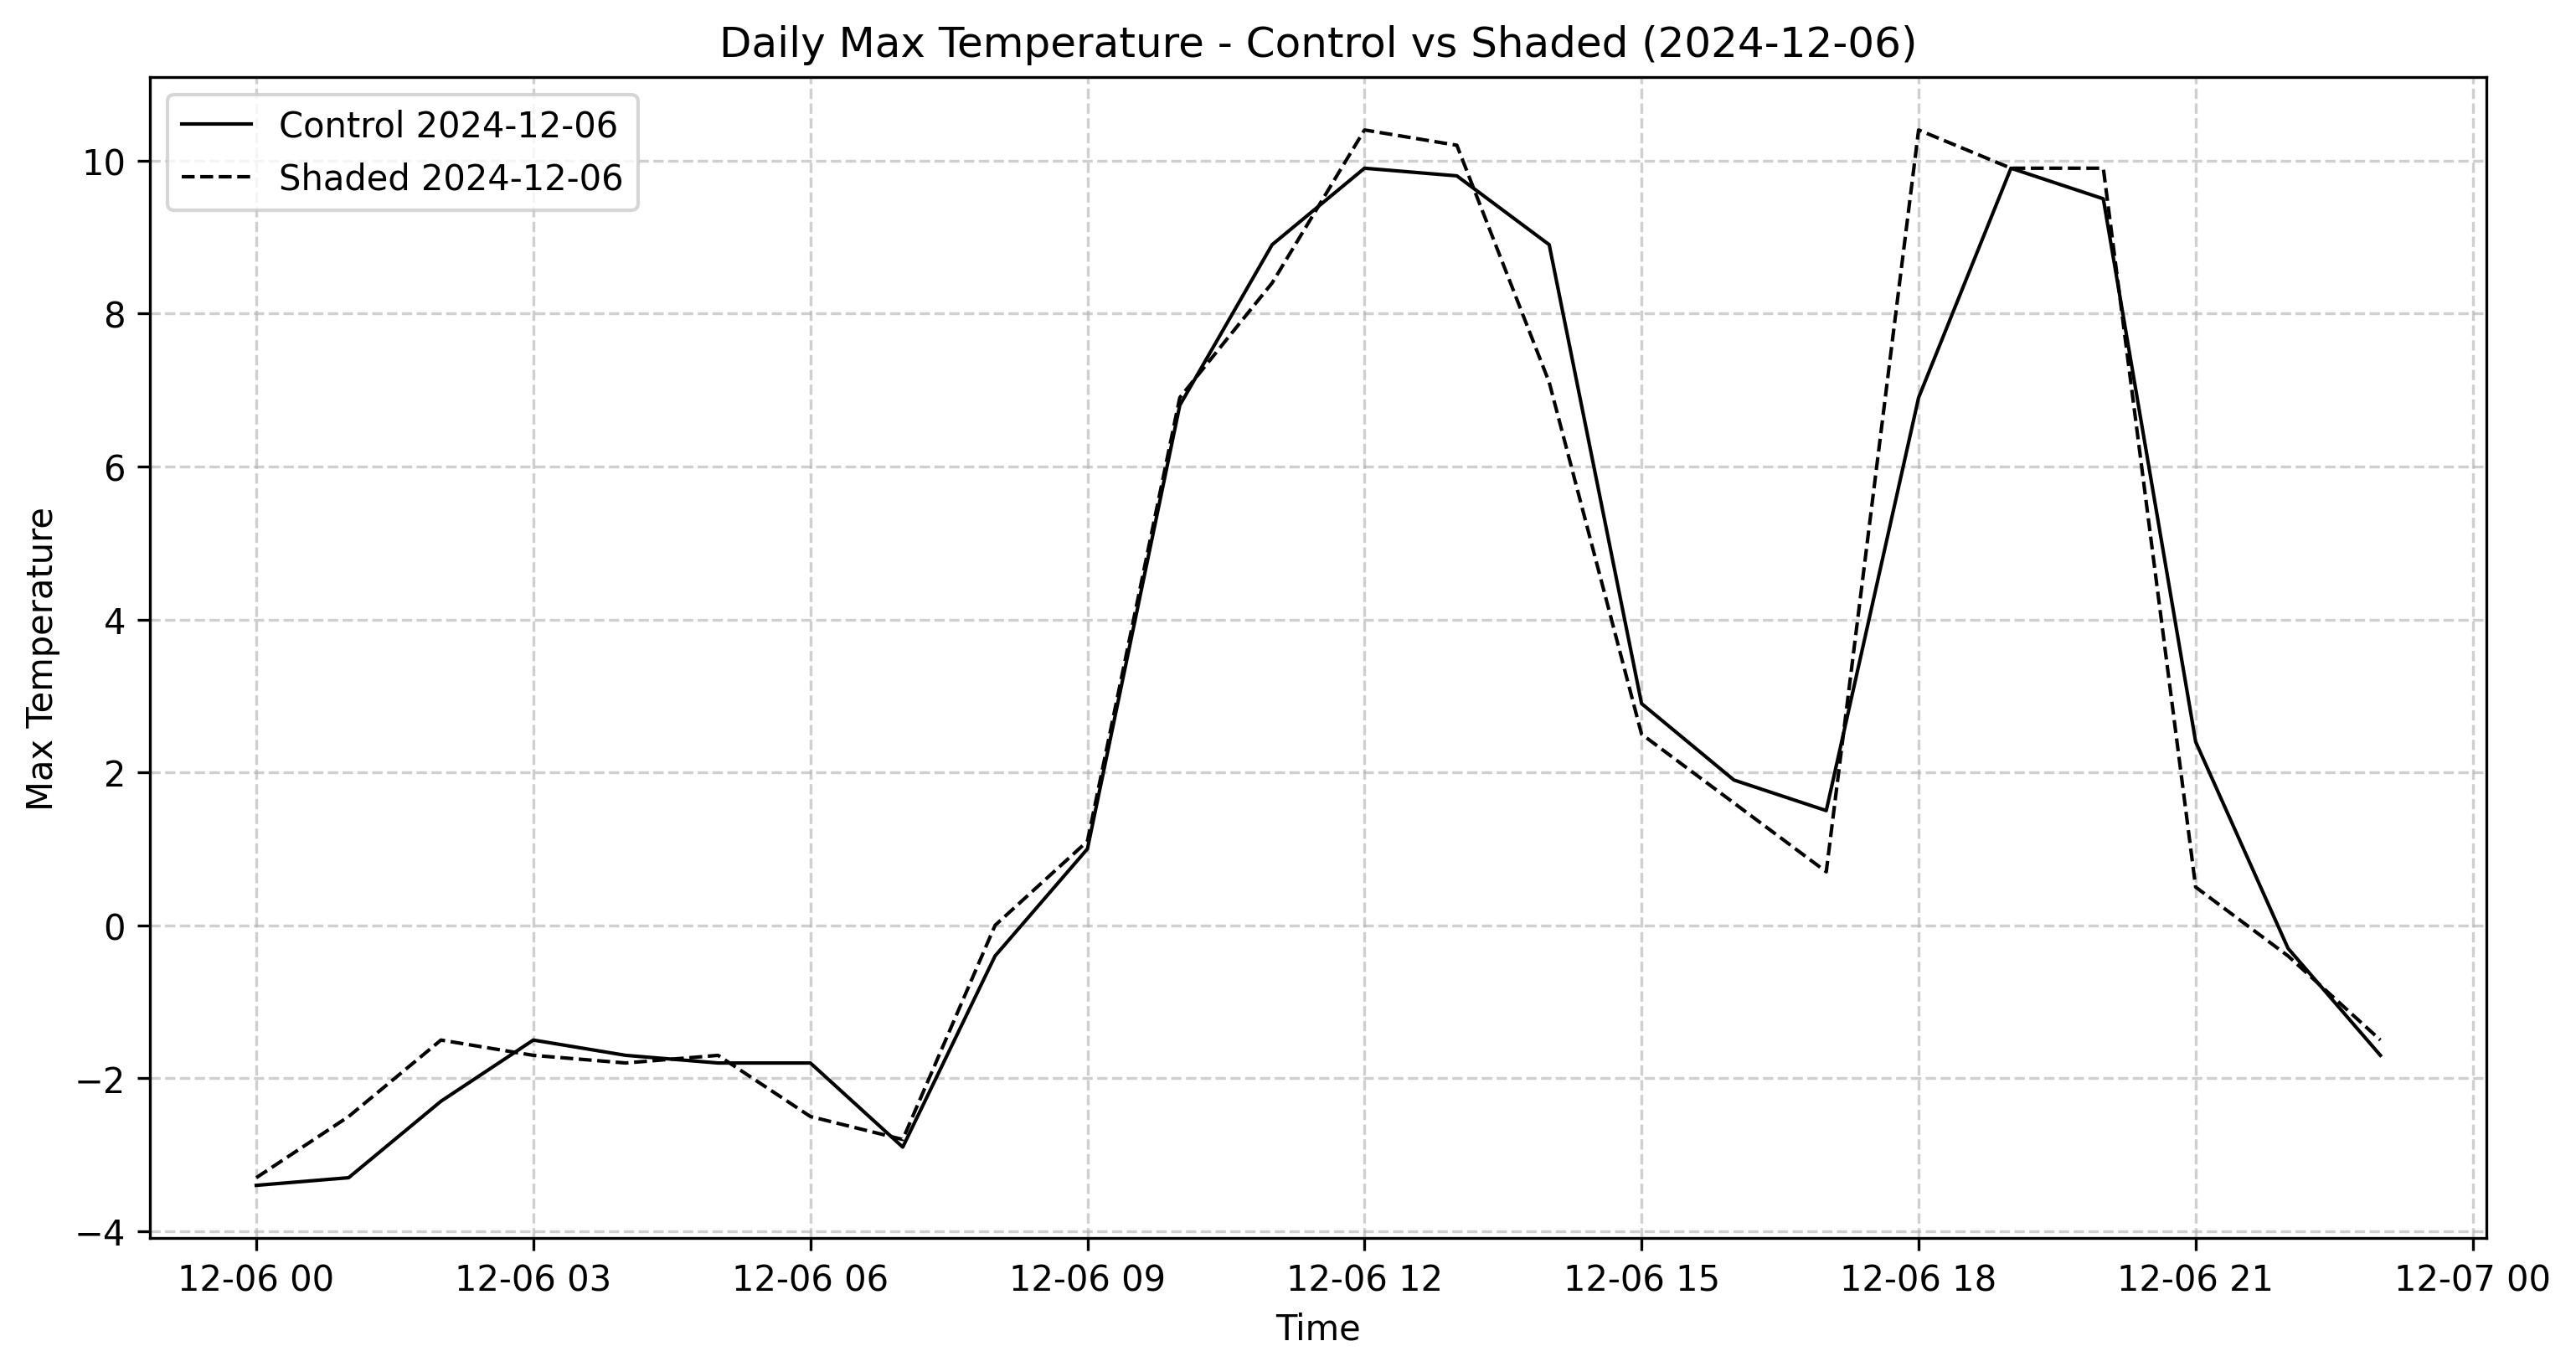 Daily Max Temperature - Control vs Shaded (2024-12-06)
Control 2024-12-06
Shaded 2024-12-06
Max Temperature
10
8
6
4
2
0
−2
−4
12-06 00 12-06 03 12-06 06 12-06 09 12-06 12 12-06 15 12-06 18 12-06 21 12-07 00
Time